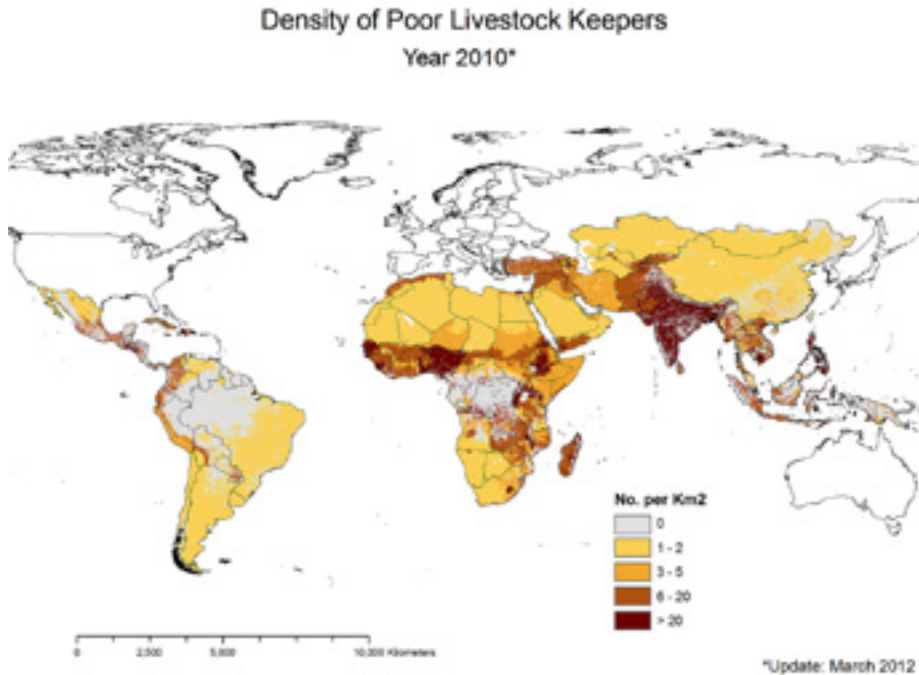 Density of Poor Livestock Keepers
Year 2010*
No. per Km2
0
1 - 2
3 - 5
6 - 20
> 20
0 2,500 5,000 10,000 Kilometers
*Update: March 2012